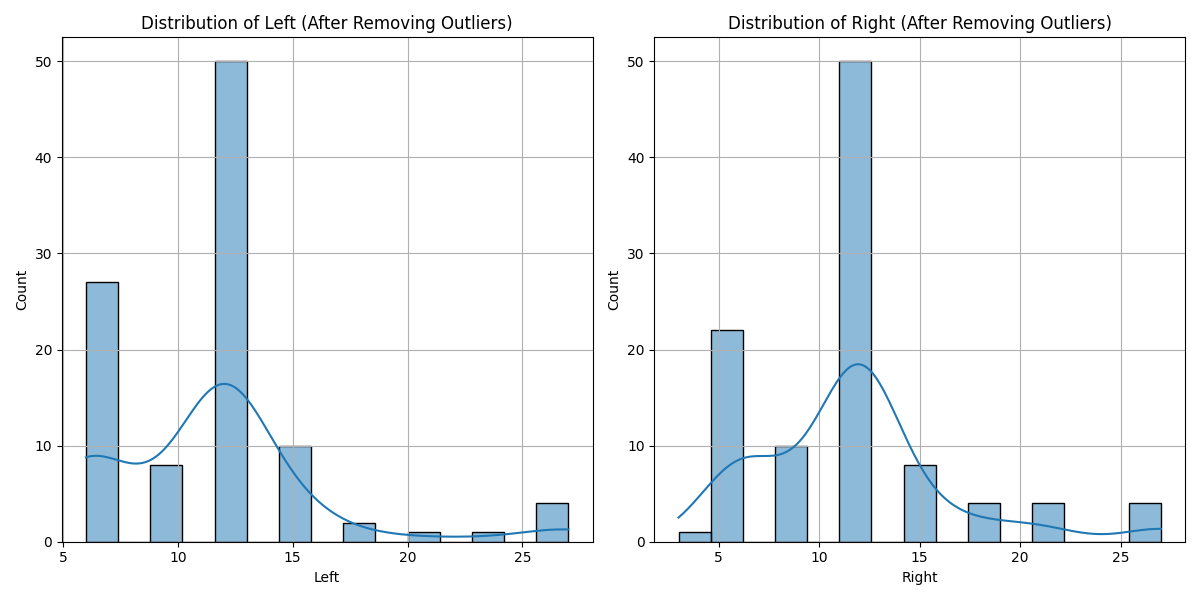 Distribution of Left (After Removing Outliers)
50
40
30
20
10
0
Count
5 10 15 20 25
Left
Distribution of Right (After Removing Outliers)
50
40
30
20
10
0
Count
5 10 15 20 25
Right